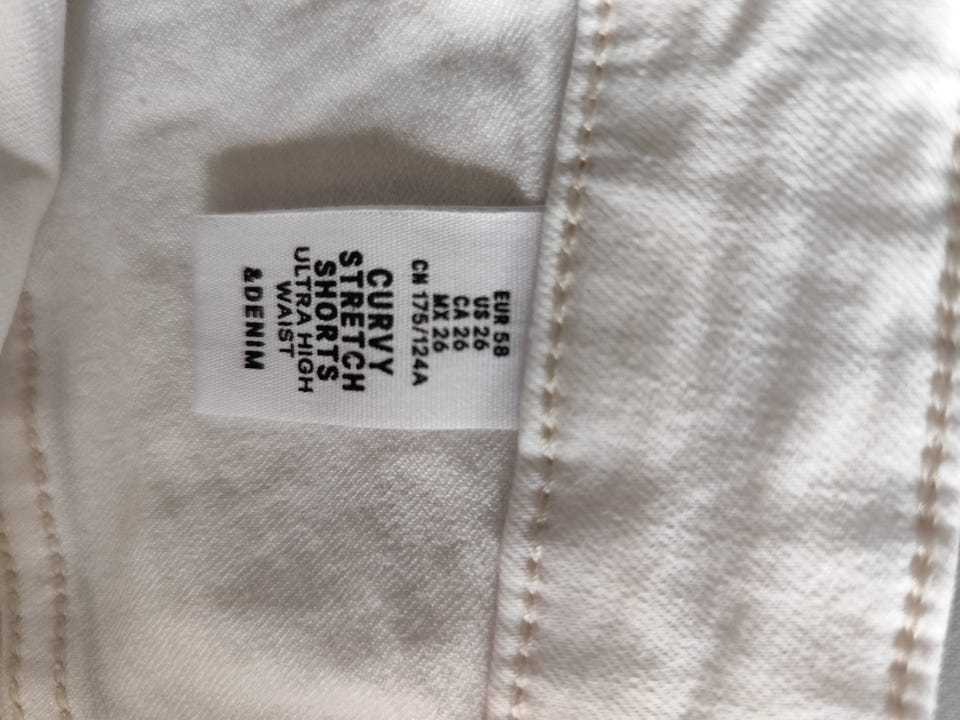 EUR 58
US 26
CA 26
MX 26
CN 175/124A
CURVY
STRETCH
SHORTS
ULTRA HIGH
WAIST
&DENIM